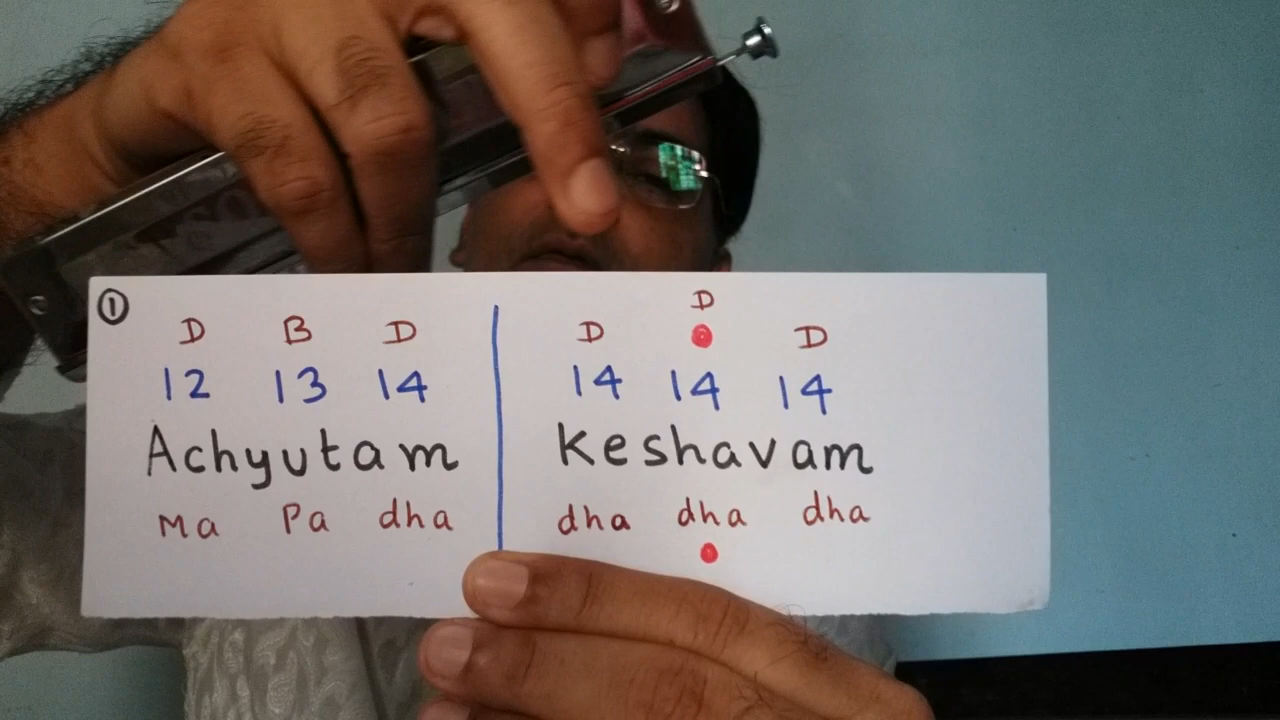 ①
D
D B D D D
12 13 14 14 14 14
Achyutam Keshavam
Ma Pa dha dha dha dha